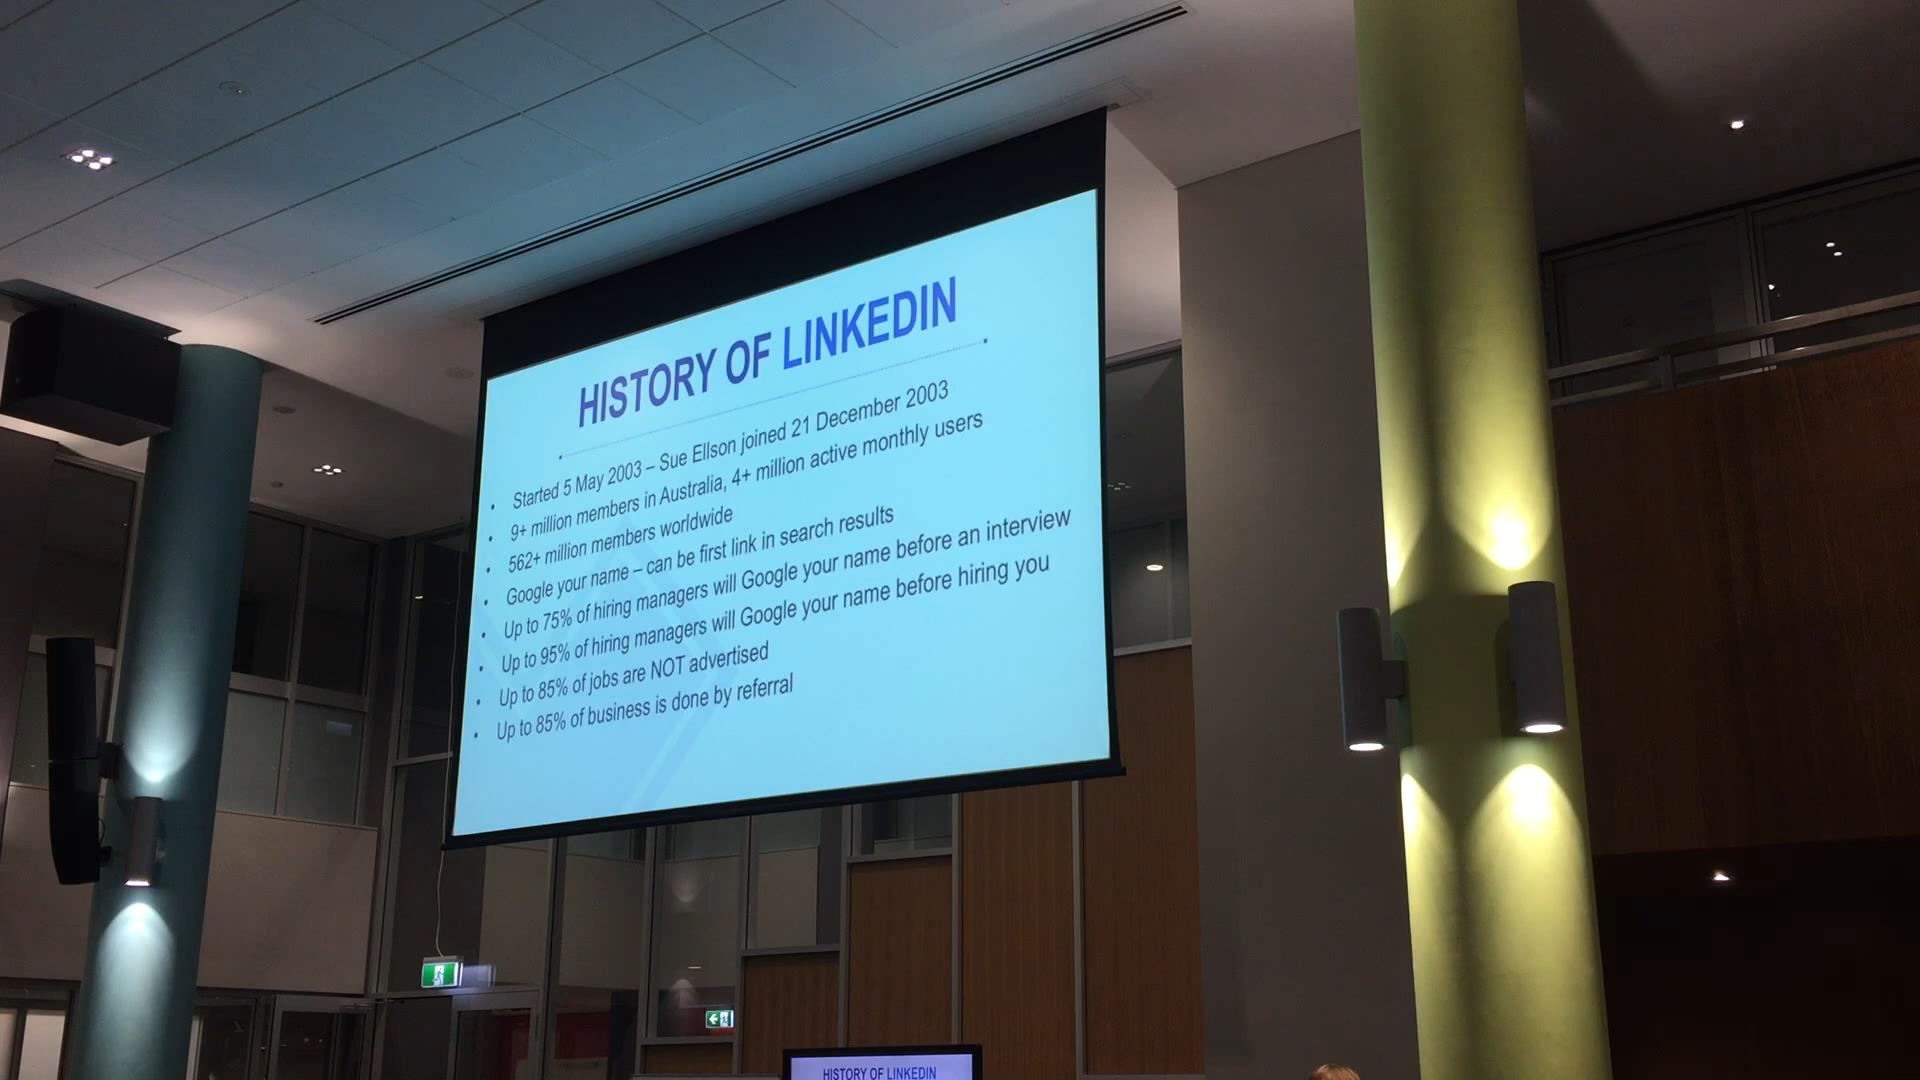 HISTORY OF LINKEDIN
• Started 5 May 2003 – Sue Ellson joined 21 December 2003
• 9+ million members in Australia, 4+ million active monthly users
• 562+ million members worldwide
• Google your name – can be first link in search results
• Up to 75% of hiring managers will Google your name before an interview
• Up to 95% of hiring managers will Google your name before hiring you
• Up to 85% of jobs are NOT advertised
• Up to 85% of business is done by referral
HISTORY OF LINKEDIN